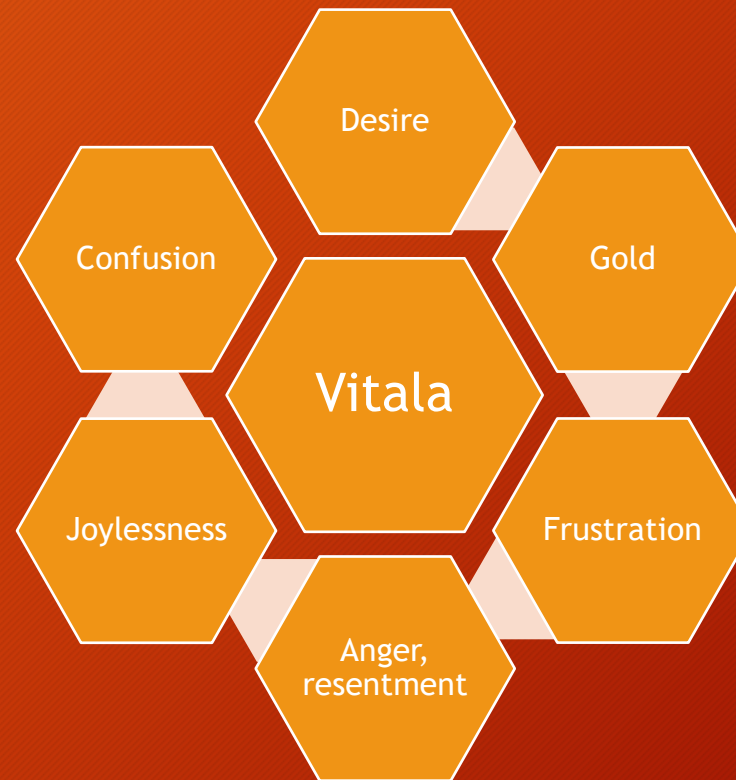 Desire
Confusion
Gold
Vitala
Joylessness
Frustration
Anger,
resentment